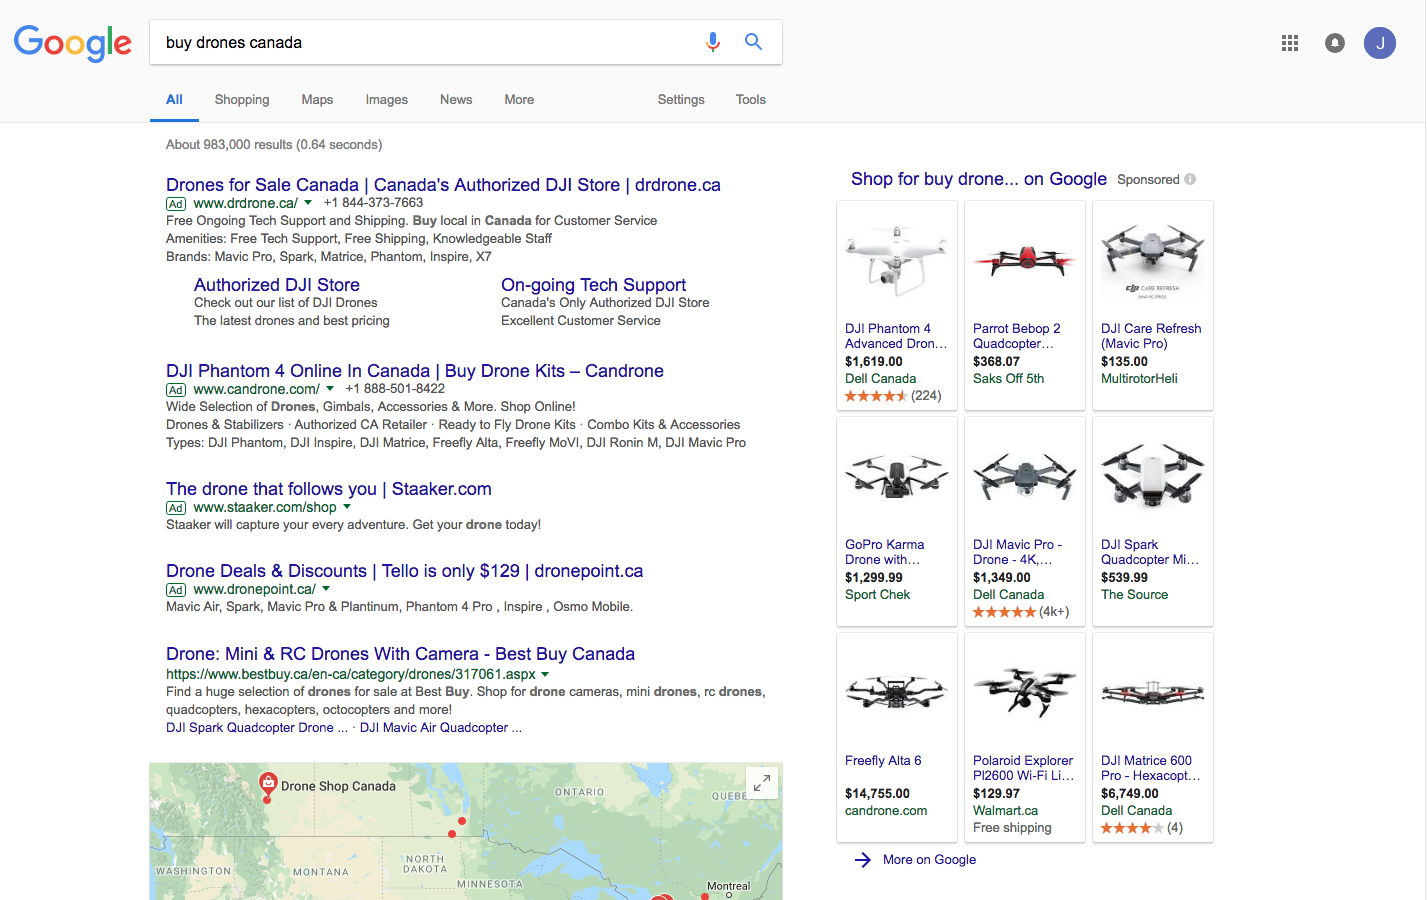 Google
buy drones canada
J
All
Shopping
Maps
Images
News
More
Settings
Tools
About 983,000 results (0.64 seconds)
Drones for Sale Canada | Canada's Authorized DJI Store | drdrone.ca
Ad www.drdrone.ca/ +1 844-373-7663
Free Ongoing Tech Support and Shipping. Buy local in Canada for Customer Service
Amenities: Free Tech Support, Free Shipping, Knowledgeable Staff
Brands: Mavic Pro, Spark, Matrice, Phantom, Inspire, X7
Authorized DJI Store
Check out our list of DJI Drones
The latest drones and best pricing
On-going Tech Support
Canada's Only Authorized DJI Store
Excellent Customer Service
DJI Phantom 4 Online In Canada | Buy Drone Kits – Candrone
Ad www.candrone.com/ +1 888-501-8422
Wide Selection of Drones, Gimbals, Accessories & More. Shop Online!
Drones & Stabilizers · Authorized CA Retailer · Ready to Fly Drone Kits · Combo Kits & Accessories
Types: DJI Phantom, DJI Inspire, DJI Matrice, Freefly Alta, Freefly MoVI, DJI Ronin M, DJI Mavic Pro
The drone that follows you | Staaker.com
Ad www.staaker.com/shop
Staaker will capture your every adventure. Get your drone today!
Drone Deals & Discounts | Tello is only $129 | dronepoint.ca
Ad www.dronepoint.ca/
Mavic Air, Spark, Mavic Pro & Plantinum, Phantom 4 Pro , Inspire , Osmo Mobile.
Drone: Mini & RC Drones With Camera - Best Buy Canada
https://www.bestbuy.ca/en-ca/category/drones/317061.aspx
Find a huge selection of drones for sale at Best Buy. Shop for drone cameras, mini drones, rc drones,
quadcopters, hexacopters, octocopters and more!
DJI Spark Quadcopter Drone ... · DJI Mavic Air Quadcopter ...
Drone Shop Canada
ONTARIO
QUEBEC
WASHINGTON
MONTANA
NORTH
DAKOTA
MINNESOTA
Montreal
Shop for buy drone... on Google Sponsored
DJI Phantom 4
Advanced Dron...
$1,619.00
Dell Canada
(224)
Parrot Bebop 2
Quadcopter...
$368.07
Saks Off 5th
dji CARE REFRESH
(MAVIC PRO)
DJI Care Refresh
(Mavic Pro)
$135.00
MultirotorHeli
GoPro Karma
Drone with...
$1,299.99
Sport Chek
DJI Mavic Pro -
Drone - 4K,...
$1,349.00
Dell Canada
(4k+)
DJI Spark
Quadcopter Mi...
$539.99
The Source
Freefly Alta 6
$14,755.00
candrone.com
Polaroid Explorer
Pl2600 Wi-Fi Li...
$129.97
Walmart.ca
Free shipping
DJI Matrice 600
Pro - Hexacopt...
$6,749.00
Dell Canada
(4)
More on Google